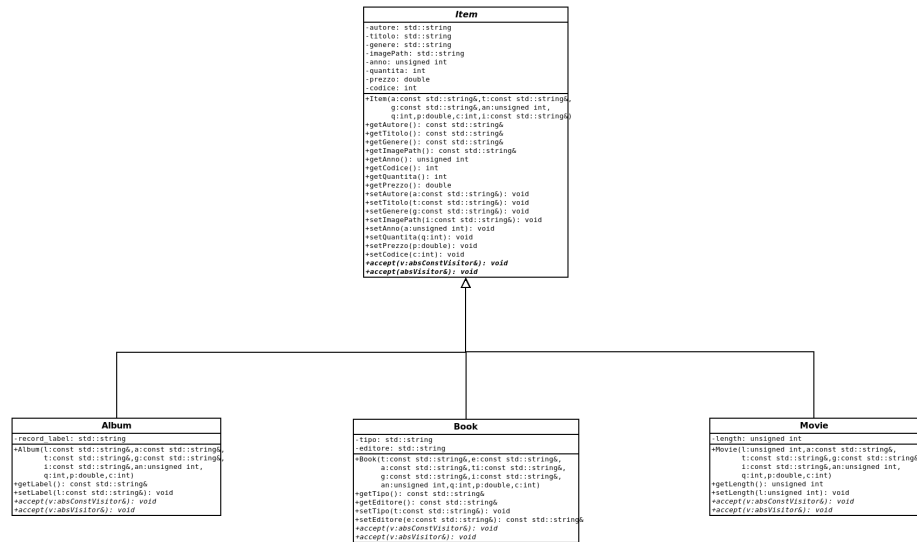 Item
-autore: std::string
-titolo: std::string
-genere: std::string
-imagePath: std::string
-anno: unsigned int
-quantita: int
-prezzo: double
-codice: int
+Item(a:const std::string&,t:const std::string&,
g:const std::string&,an:unsigned int,
q:int,p:double,c:int,i:const std::string&)
+getAutore(): const std::string&
+getTitolo(): const std::string&
+getGenere(): const std::string&
+getImagePath(): const std::string&
+getAnno(): unsigned int
+getCodice(): int
+getQuantita(): int
+getPrezzo(): double
+setAutore(a:const std::string&): void
+setTitolo(t:const std::string&): void
+setGenere(g:const std::string&): void
+setImagePath(i:const std::string&): void
+setAnno(a:unsigned int): void
+setQuantita(q:int): void
+setPrezzo(p:double): void
+setCodice(c:int): void
+accept(v:absConstVisitor&): void
+accept(absVisitor&): void
Album
-record_label: std::string
+Album(l:const std::string&,a:const std::string&,
t:const std::string&,g:const std::string&,
i:const std::string&,an:unsigned int,
q:int,p:double,c:int)
+getLabel(): const std::string&
+setLabel(l:const std::string&): void
+accept(v:absConstVisitor&): void
+accept(v:absVisitor&): void
Book
-tipo: std::string
-editore: std::string
+Book(t:const std::string&,e:const std::string&,
a:const std::string&,ti:const std::string&,
g:const std::string&,i:const std::string&,
an:unsigned int,q:int,p:double,c:int)
+getTipo(): const std::string&
+getEditore(): const std::string&
+setTipo(t:const std::string&): void
+setEditore(e:const std::string&): const std::string&
+accept(v:absConstVisitor&): void
+accept(v:absVisitor&): void
Movie
-length: unsigned int
+Movie(l:unsigned int,a:const std::string&,
t:const std::string&,g:const std::string&
i:const std::string&,an:unsigned int,
q:int,p:double,c:int)
+getLength(): unsigned int
+setLength(l:unsigned int): void
+accept(v:absConstVisitor&): void
+accept(v:absVisitor&): void